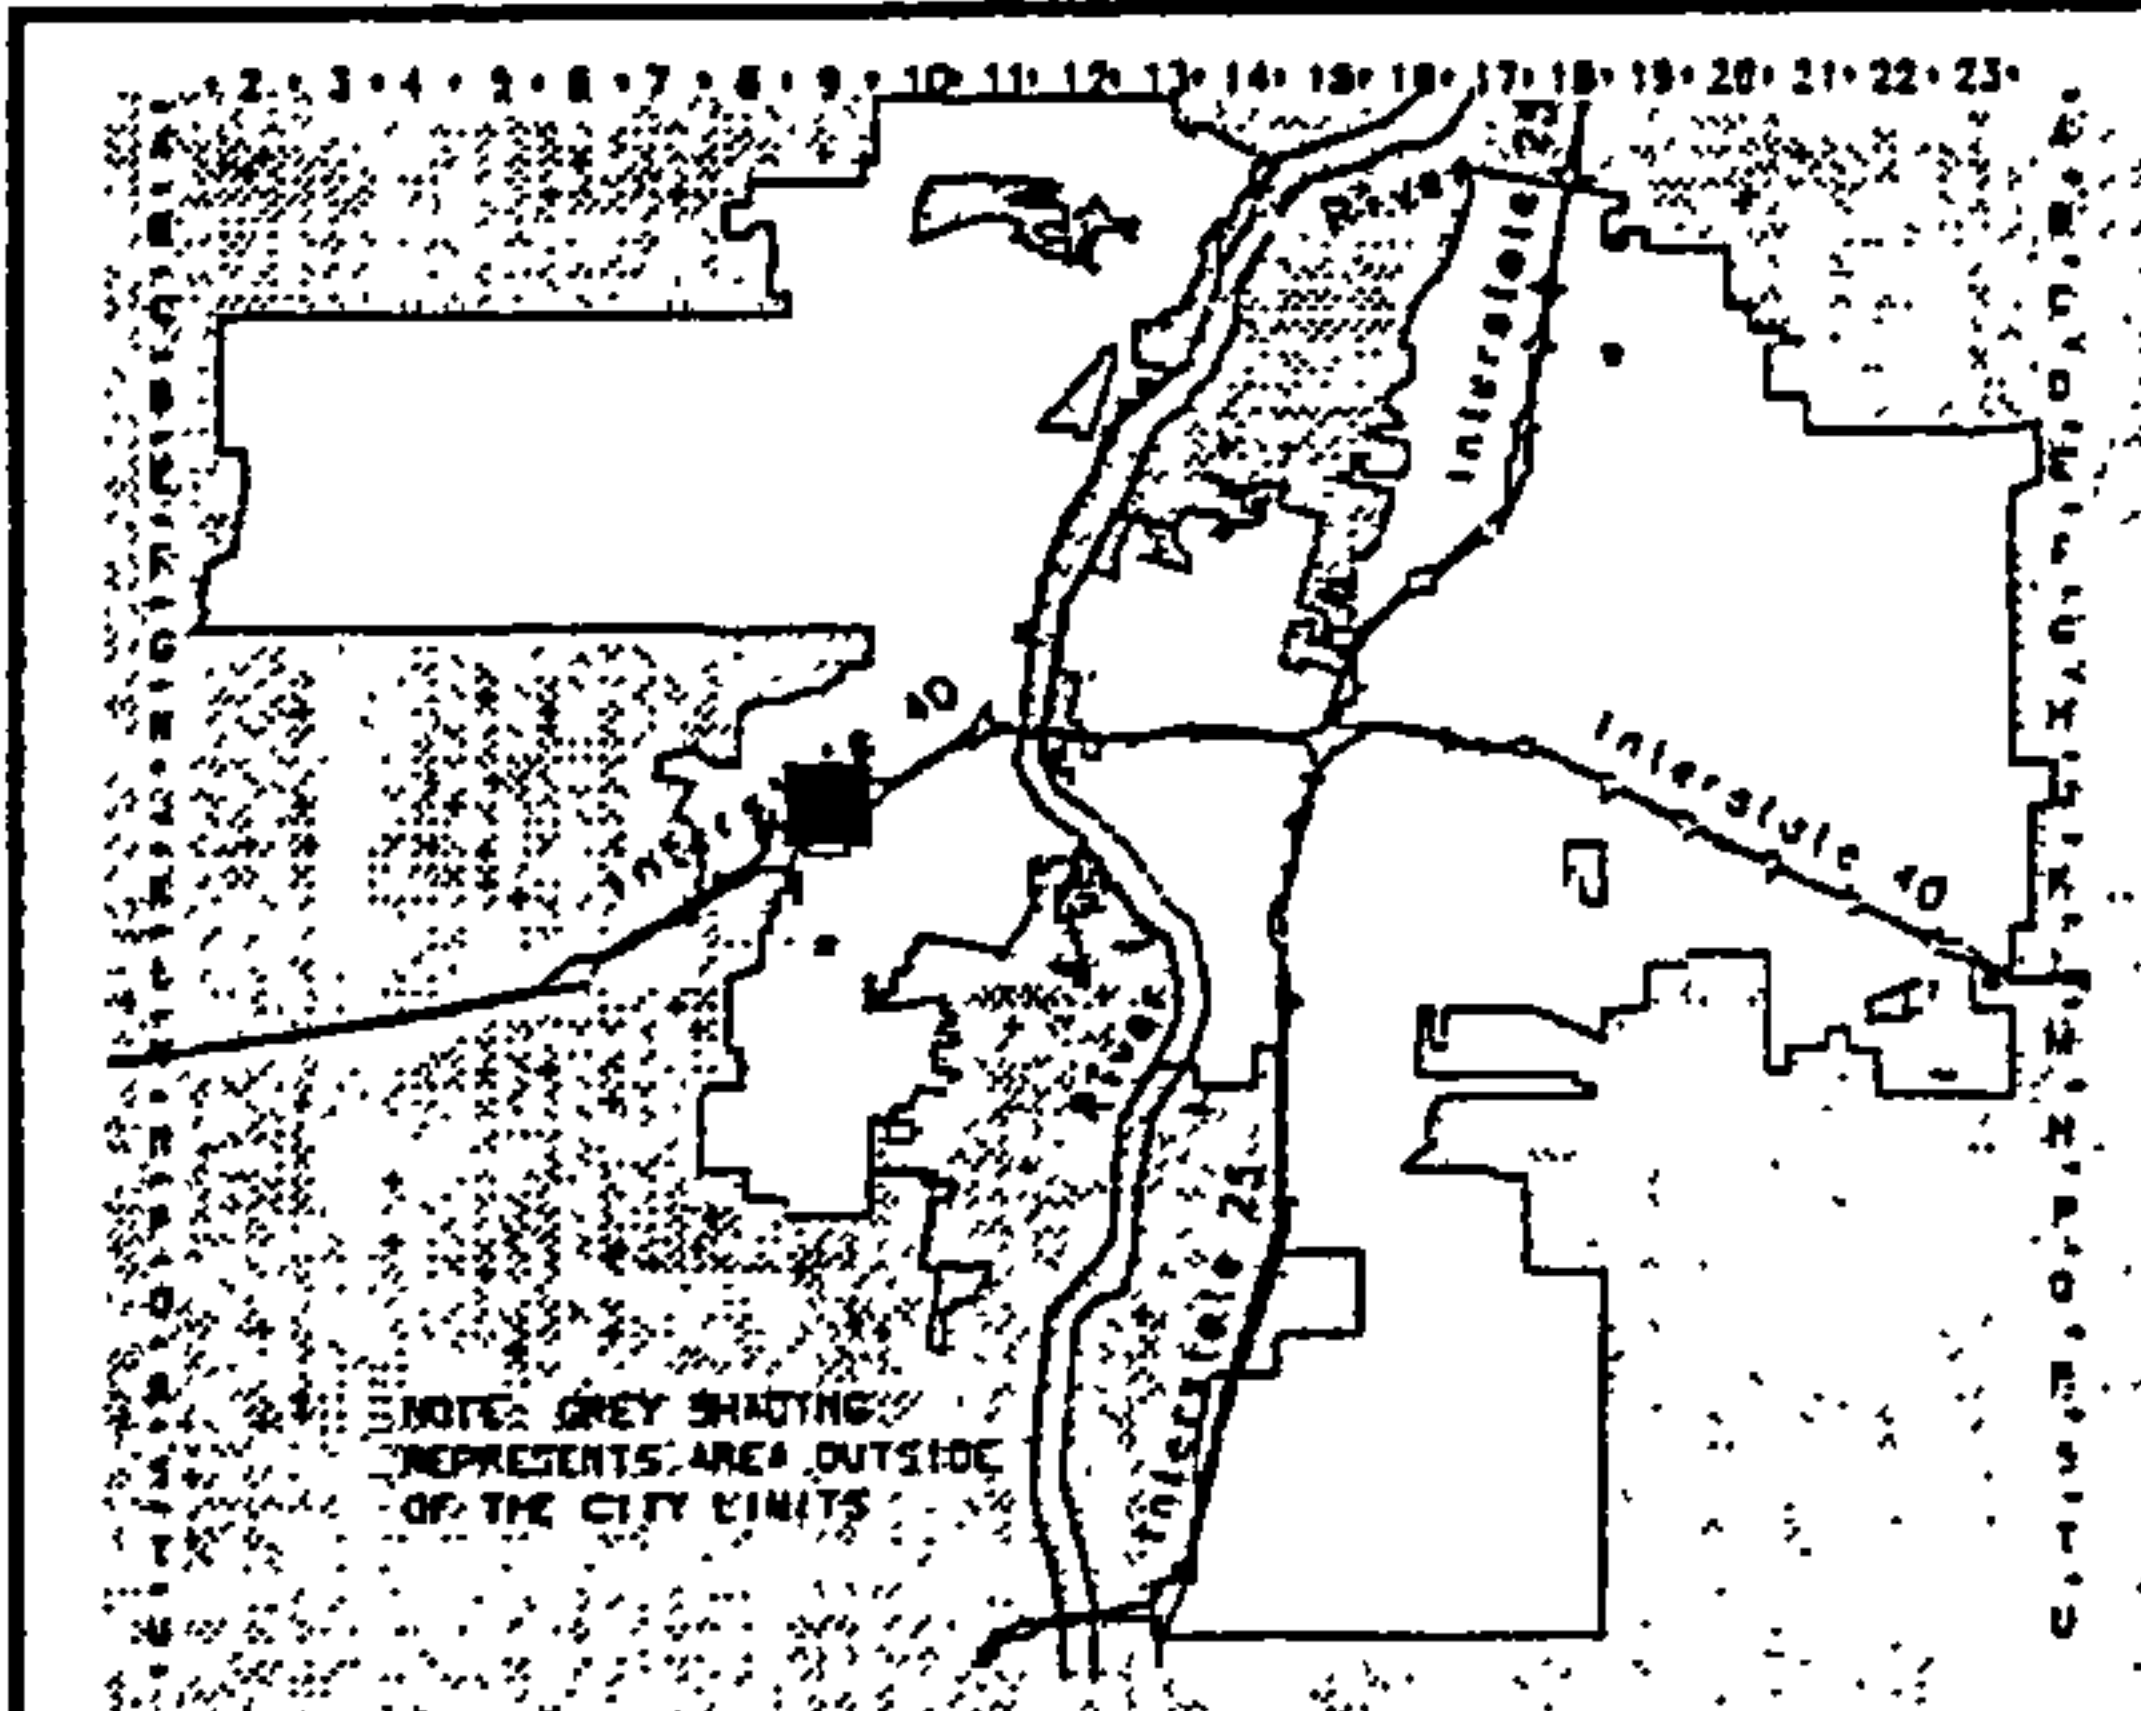 2 · 3 · 4 · 5 · 6 · 7 · 8 · 9 · 10 · 11 · 12 · 13 · 14 · 15 · 16 · 17 · 18 · 19 · 20 · 21 · 22 · 23 ·
River
Interstate 25
40
Interstate 40
River
Interstate 25
NOTE: GREY SHADING
REPRESENTS AREA OUTSIDE
OF THE CITY LIMITS
A
B
C
D
E
F
G
H
J
K
L
M
N
P
Q
R
S
T
U